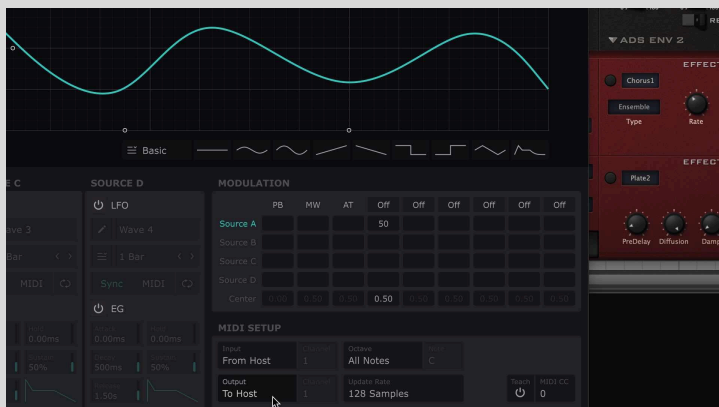 ADS ENV 2
EFFECT
Chorus1
Ensemble
Type
Rate
EFFECT
Plate2
PreDelay Diffusion Damp
Basic
E C
SOURCE D
MODULATION
LFO
Wave 3
Wave 4
Bar
1 Bar
MIDI
Sync MIDI
EG
0.00ms
0.00ms
0.00ms
50%
500ms
50%
1.50s
PB MW AT Off Off Off Off Off Off
Source A 50
Source B
Source C
Source D
Center 0.00 0.50 0.50 0.50 0.50 0.50 0.50 0.50 0.50
MIDI SETUP
Input
From Host
Channel
1
Octave
All Notes
C
Output
To Host
Channel
1
Update Rate
128 Samples
Teach
MIDI CC
0